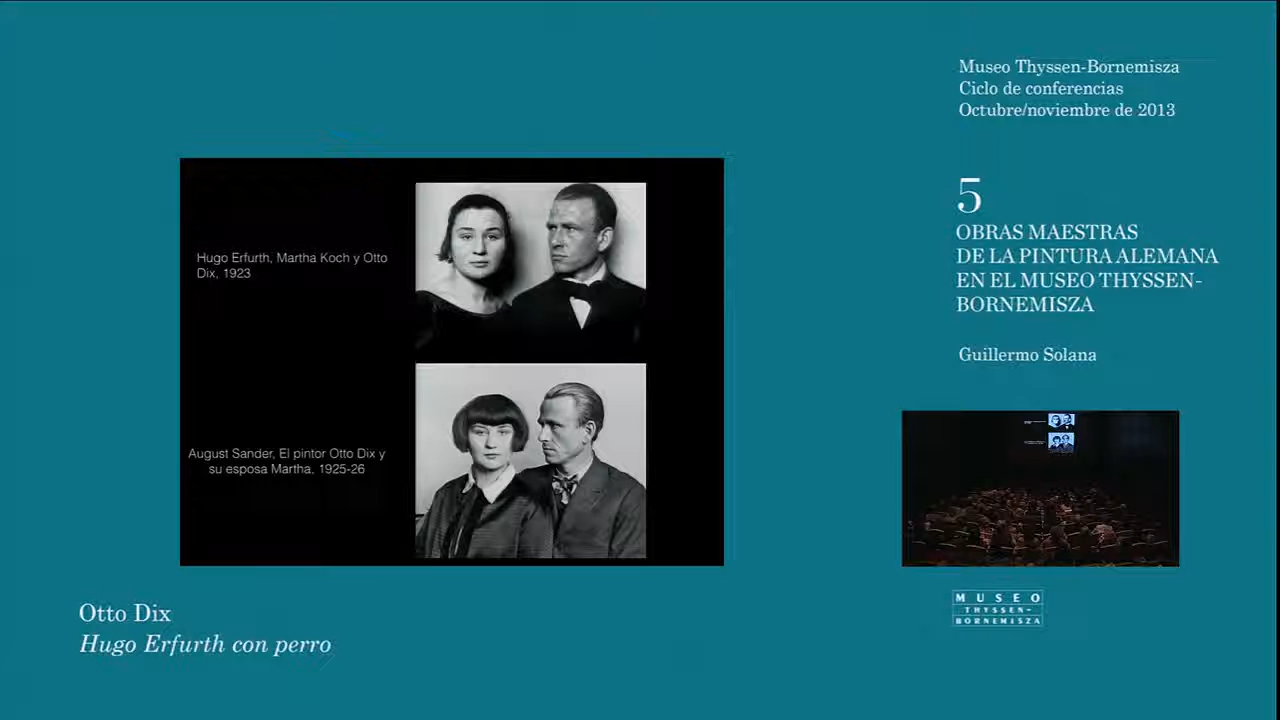 Museo Thyssen-Bornemisza
Ciclo de conferencias
Octubre/noviembre de 2013
5
OBRAS MAESTRAS
DE LA PINTURA ALEMANA
EN EL MUSEO THYSSEN-
BORNEMISZA
Guillermo Solana
Hugo Erfurth, Martha Koch y Otto
Dix, 1923
August Sander, El pintor Otto Dix y
su esposa Martha, 1925-26
Otto Dix
Hugo Erfurth con perro
MUSEO
THYSSEN-
BORNEMISZA